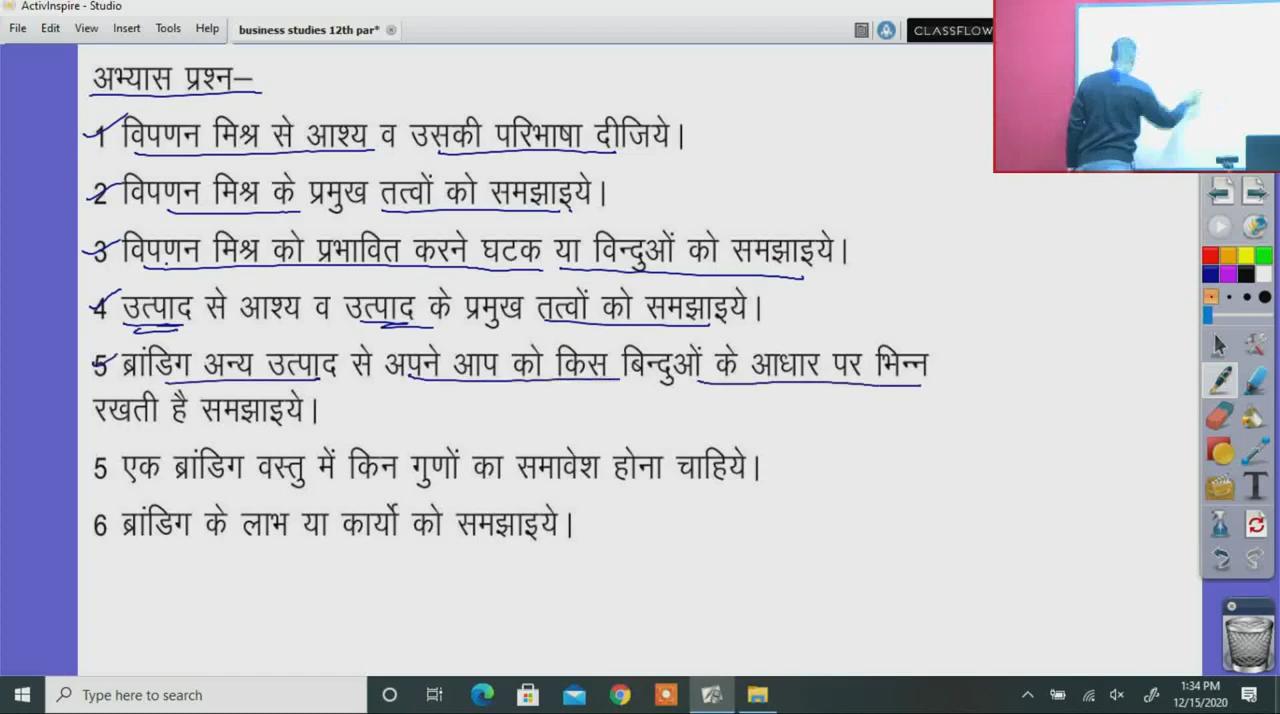 ActivInspire - Studio
File Edit View Insert Tools Help
business studies 12th par*
CLASSFLOW
अभ्यास प्रश्न–
1 विपणन मिश्र से आश्य व उसकी परिभाषा दीजिये।
2 विपणन मिश्र के प्रमुख तत्वों को समझाइये।
3 विपणन मिश्र को प्रभावित करने घटक या विन्दुओं को समझाइये।
4 उत्पाद से आश्य व उत्पाद के प्रमुख तत्वों को समझाइये।
5 ब्रांडिग अन्य उत्पाद से अपने आप को किस बिन्दुओं के आधार पर भिन्न
रखती है समझाइये।
5 एक ब्रांडिग वस्तु में किन गुणों का समावेश होना चाहिये।
6 ब्रांडिग के लाभ या कार्यो को समझाइये।
Type here to search
1:34 PM
12/15/2020